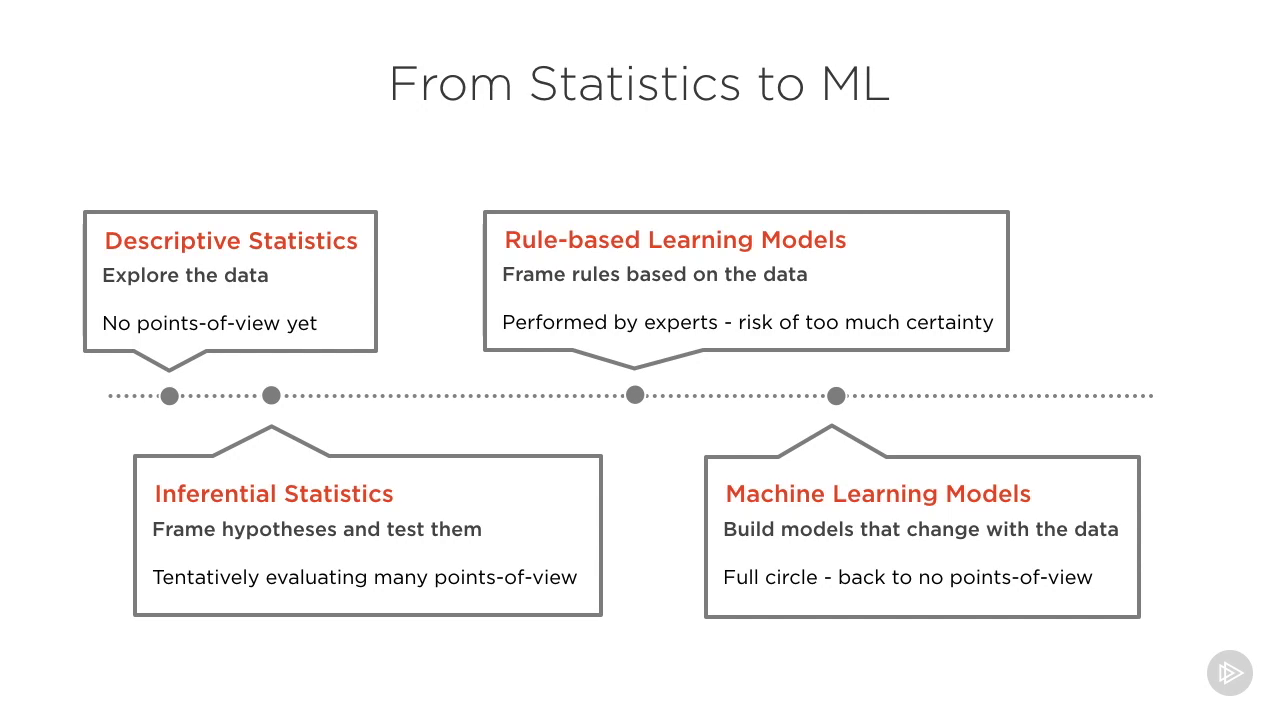 From Statistics to ML
Descriptive Statistics
Explore the data
No points-of-view yet
Rule-based Learning Models
Frame rules based on the data
Performed by experts - risk of too much certainty
Inferential Statistics
Frame hypotheses and test them
Tentatively evaluating many points-of-view
Machine Learning Models
Build models that change with the data
Full circle - back to no points-of-view